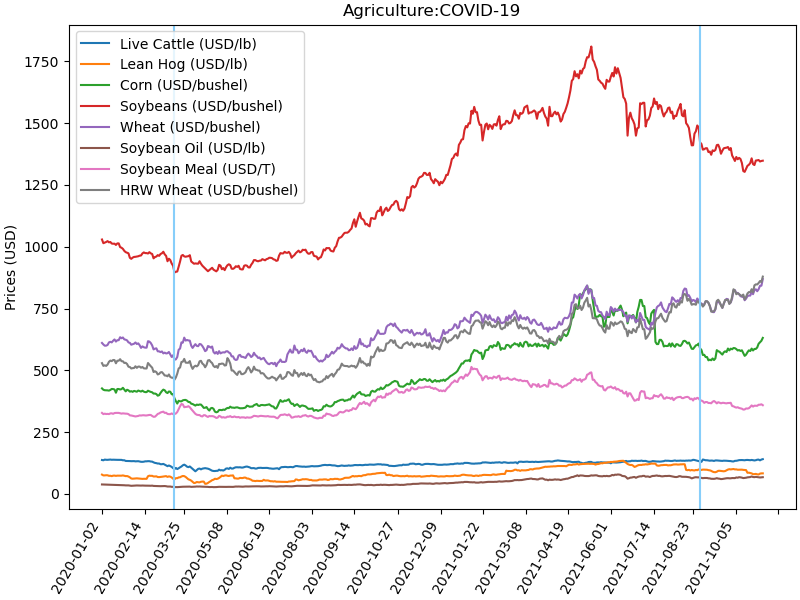 Agriculture:COVID-19
Live Cattle (USD/lb)
Lean Hog (USD/lb)
Corn (USD/bushel)
Soybeans (USD/bushel)
Wheat (USD/bushel)
Soybean Oil (USD/lb)
Soybean Meal (USD/T)
HRW Wheat (USD/bushel)
Prices (USD)
1750
1500
1250
1000
750
500
250
0
2020-01-02
2020-02-14
2020-03-25
2020-05-08
2020-06-19
2020-08-03
2020-09-14
2020-10-27
2020-12-09
2021-01-22
2021-03-08
2021-04-19
2021-06-01
2021-07-14
2021-08-23
2021-10-05